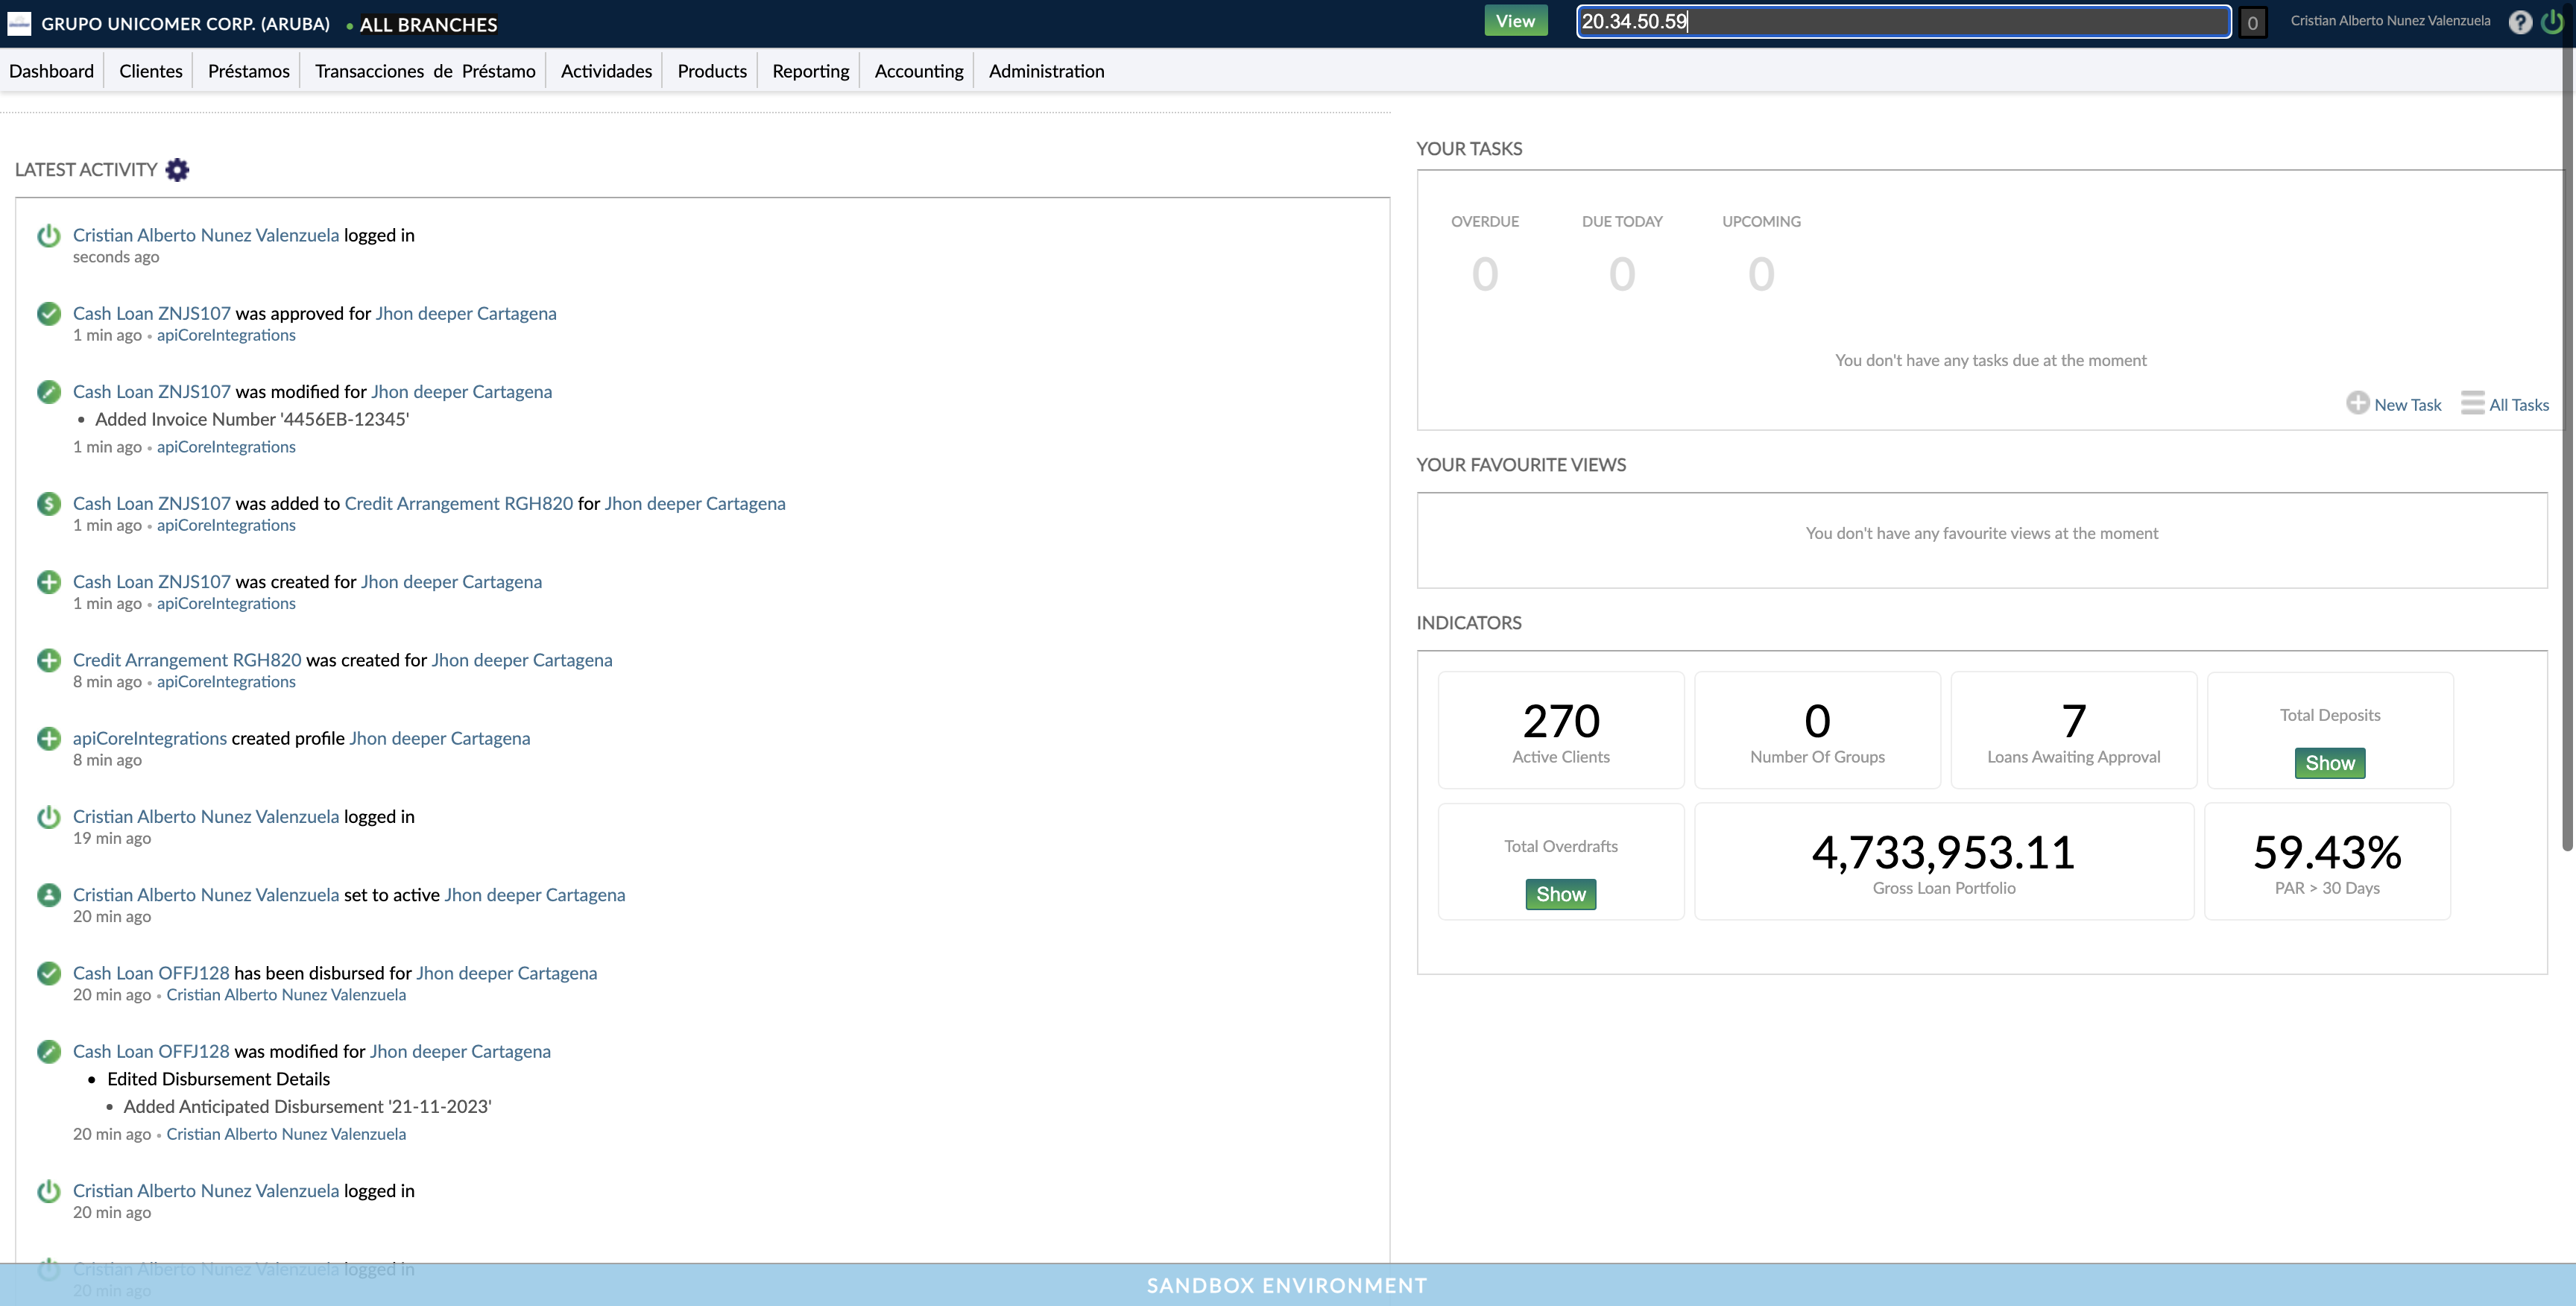 GRUPO UNICOMER CORP. (ARUBA) • ALL BRANCHES
View
20.34.50.59
0
Cristian Alberto Nunez Valenzuela
?
Dashboard
Clientes
Préstamos
Transacciones de Préstamo
Actividades
Products
Reporting
Accounting
Administration
LATEST ACTIVITY
Cristian Alberto Nunez Valenzuela logged in
seconds ago
Cash Loan ZNJS107 was approved for Jhon deeper Cartagena
1 min ago • apiCoreIntegrations
Cash Loan ZNJS107 was modified for Jhon deeper Cartagena
• Added Invoice Number '4456EB-12345'
1 min ago • apiCoreIntegrations
Cash Loan ZNJS107 was added to Credit Arrangement RGH820 for Jhon deeper Cartagena
1 min ago • apiCoreIntegrations
Cash Loan ZNJS107 was created for Jhon deeper Cartagena
1 min ago • apiCoreIntegrations
Credit Arrangement RGH820 was created for Jhon deeper Cartagena
8 min ago • apiCoreIntegrations
apiCoreIntegrations created profile Jhon deeper Cartagena
8 min ago
Cristian Alberto Nunez Valenzuela logged in
19 min ago
Cristian Alberto Nunez Valenzuela set to active Jhon deeper Cartagena
20 min ago
Cash Loan OFFJ128 has been disbursed for Jhon deeper Cartagena
20 min ago • Cristian Alberto Nunez Valenzuela
Cash Loan OFFJ128 was modified for Jhon deeper Cartagena
• Edited Disbursement Details
• Added Anticipated Disbursement '21-11-2023'
20 min ago • Cristian Alberto Nunez Valenzuela
Cristian Alberto Nunez Valenzuela logged in
20 min ago
Cristian Alberto Nunez Valenzuela logged in
20 min ago
YOUR TASKS
OVERDUE
DUE TODAY
UPCOMING
0
0
0
You don't have any tasks due at the moment
New Task
All Tasks
YOUR FAVOURITE VIEWS
You don't have any favourite views at the moment
INDICATORS
270
Active Clients
0
Number Of Groups
7
Loans Awaiting Approval
Total Deposits
Show
Total Overdrafts
Show
4,733,953.11
Gross Loan Portfolio
59.43%
PAR > 30 Days
SANDBOX ENVIRONMENT